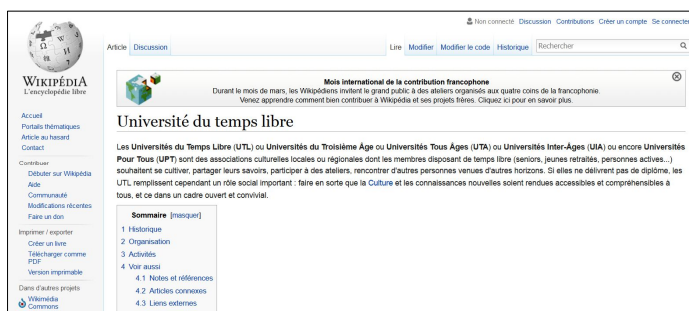 Non connecté Discussion Contributions Créer un compte Se connecter
Article Discussion Lire Modifier Modifier le code Historique Rechercher
WIKIPÉDIA
L'encyclopédie libre
Accueil
Portails thématiques
Article au hasard
Contact
Contribuer
Débuter sur Wikipédia
Aide
Communauté
Modifications récentes
Faire un don
Imprimer / exporter
Créer un livre
Télécharger comme
PDF
Version imprimable
Dans d'autres projets
Wikimédia
Commons
Mois international de la contribution francophone
Durant le mois de mars, les Wikipédiens invitent le grand public à des ateliers organisés aux quatre coins de la francophonie.
Venez apprendre comment bien contribuer à Wikipédia et ses projets frères. Cliquez ici pour en savoir plus.
Université du temps libre
Les Universités du Temps Libre (UTL) ou Universités du Troisième Âge (UTA) ou Universités Tous Âges (UTA) ou Universités Inter-Âges (UIA) ou encore Universités
Pour Tous (UPT) sont des associations culturelles locales ou régionales dont les membres disposant de temps libre (seniors, jeunes retraités, personnes actives...)
souhaitent se cultiver, partager leurs savoirs, participer à des ateliers, rencontrer d'autres personnes venues d'autres horizons. Si elles ne délivrent pas de diplôme, les
UTL remplissent cependant un rôle social important : faire en sorte que la Culture et les connaissances nouvelles soient rendues accessibles et compréhensibles à
tous, et ce dans un cadre ouvert et convivial.
Sommaire [masquer]
1 Historique
2 Organisation
3 Activités
4 Voir aussi
4.1 Notes et références
4.2 Articles connexes
4.3 Liens externes